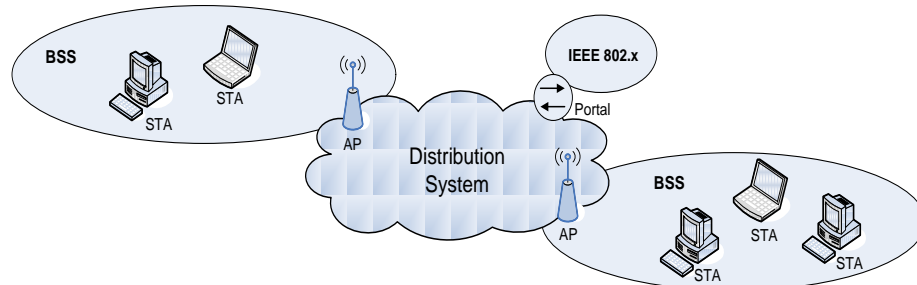 BSS
STA
STA
AP
IEEE 802.x
Portal
Distribution
System
AP
BSS
STA
STA
STA